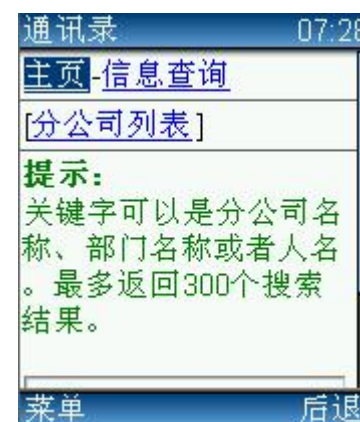 通讯录 07:28
主页-信息查询
[分公司列表]
提示:
关键字可以是分公司名
称、部门名称或者人名
。最多返回300个搜索
结果。
菜单 后退